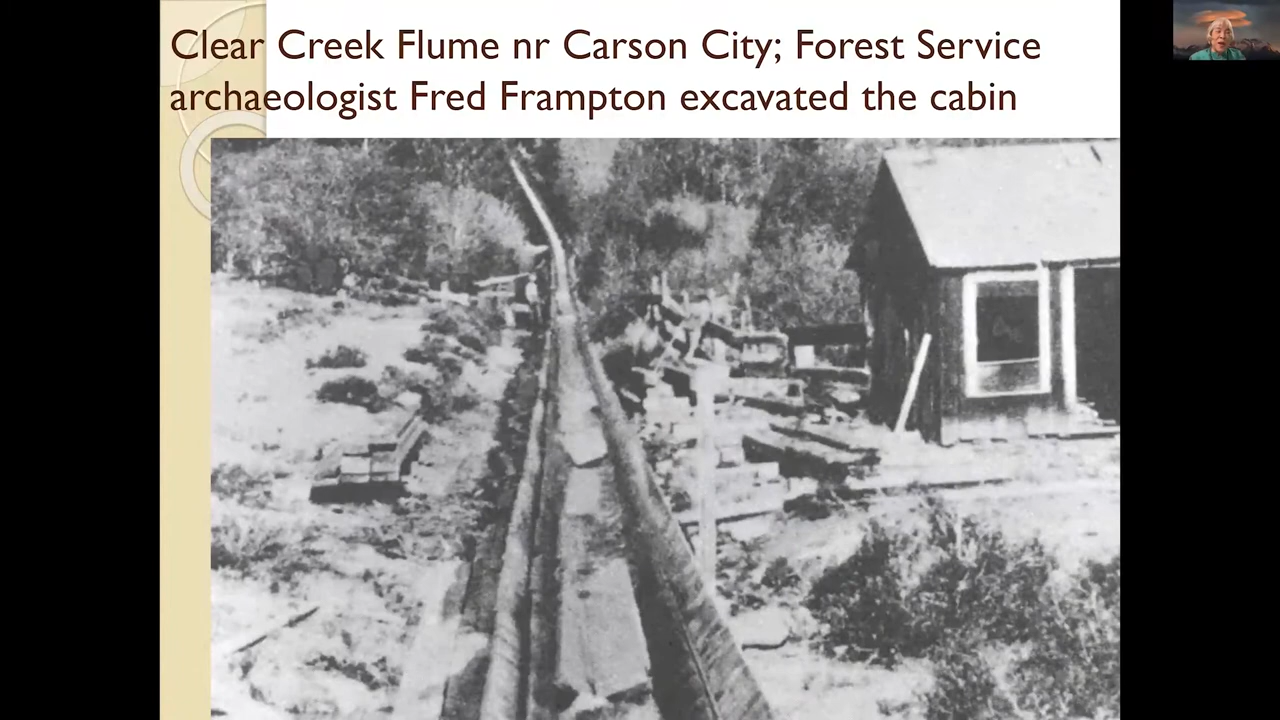 Clear Creek Flume nr Carson City; Forest Service
archaeologist Fred Frampton excavated the cabin